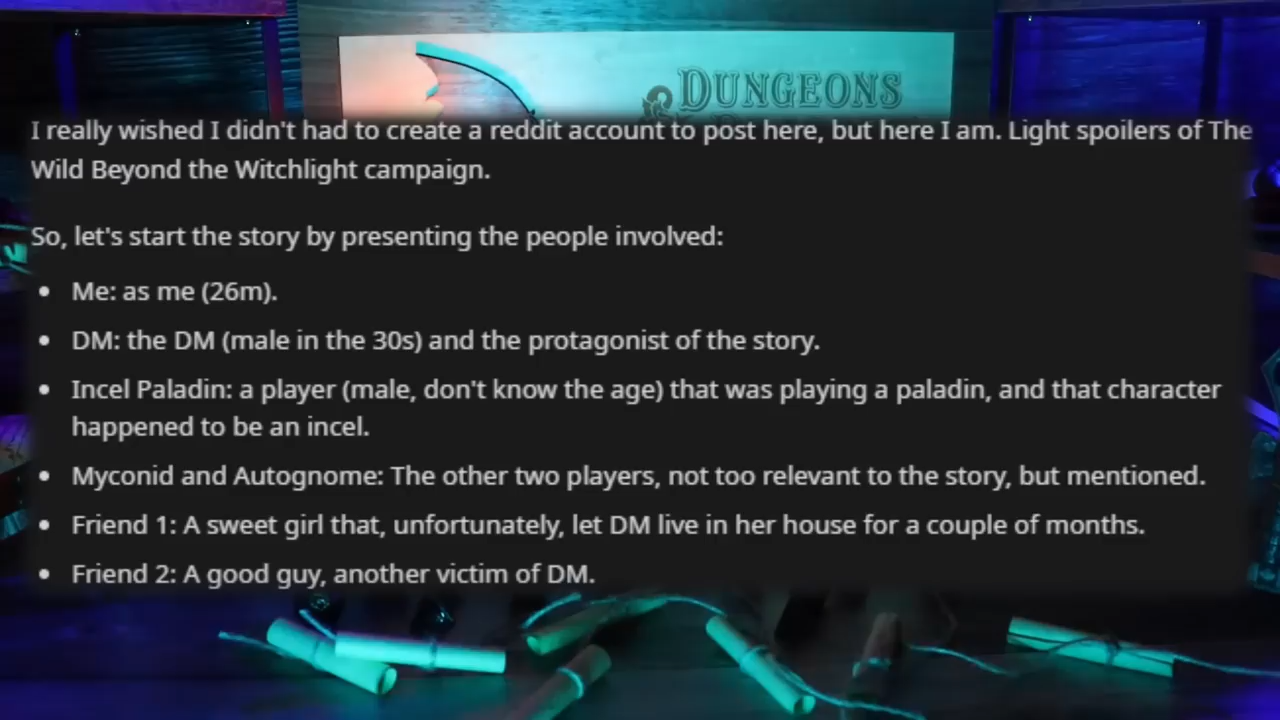 DUNGEONS
I really wished I didn't had to create a reddit account to post here, but here I am. Light spoilers of The
Wild Beyond the Witchlight campaign.
So, let's start the story by presenting the people involved:
• Me: as me (26m).
• DM: the DM (male in the 30s) and the protagonist of the story.
• Incel Paladin: a player (male, don't know the age) that was playing a paladin, and that character
happened to be an incel.
• Myconid and Autognome: The other two players, not too relevant to the story, but mentioned.
• Friend 1: A sweet girl that, unfortunately, let DM live in her house for a couple of months.
• Friend 2: A good guy, another victim of DM.